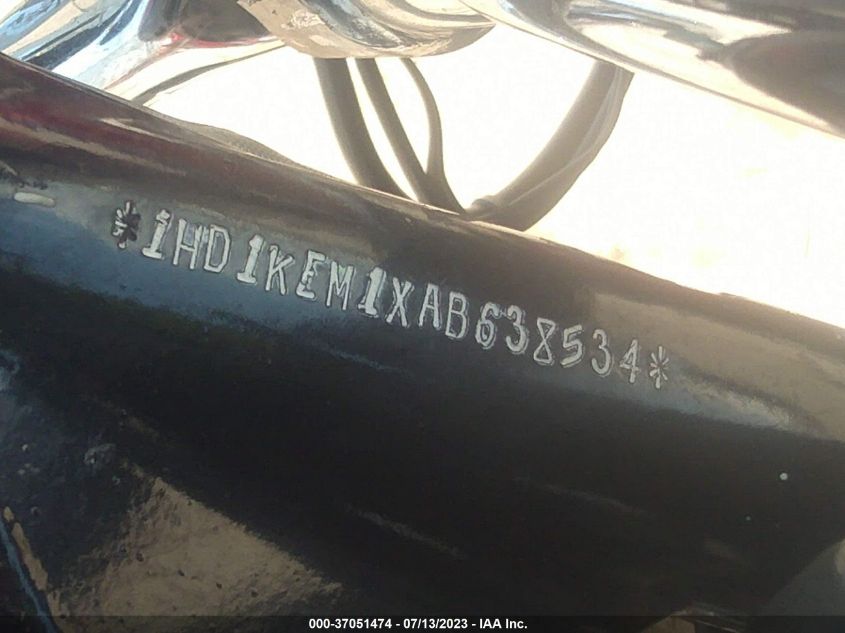 *1HD1KEM1XAB638534*
000-37051474 - 07/13/2023 - IAA Inc.